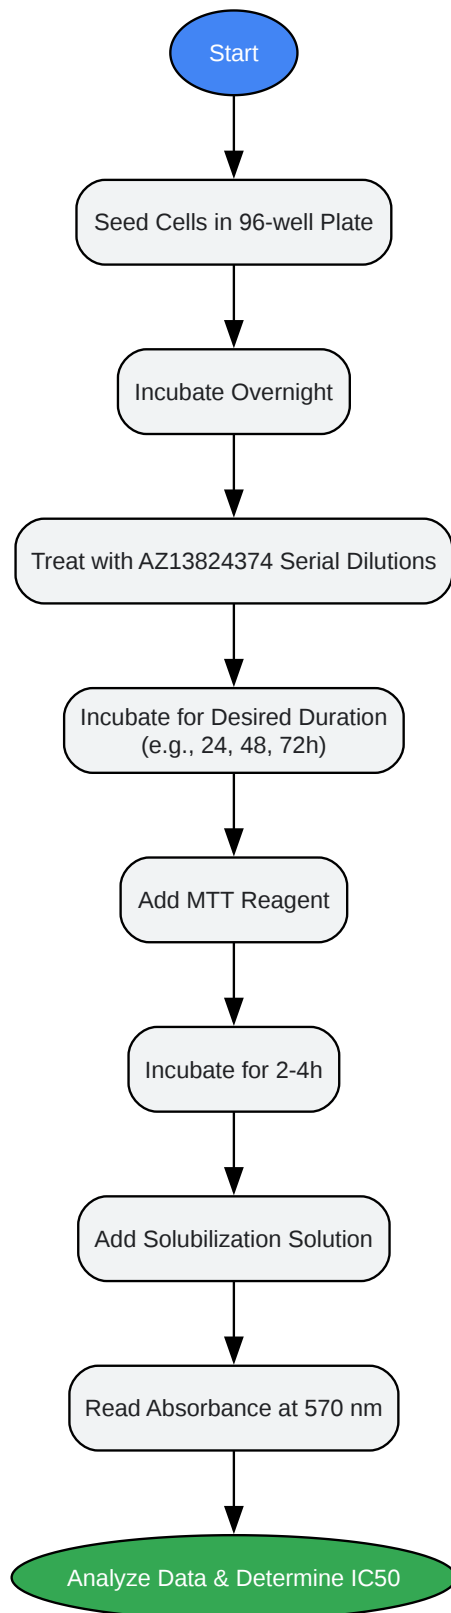 Start
Seed Cells in 96-well Plate
Incubate Overnight
Treat with AZ13824374 Serial Dilutions
Incubate for Desired Duration
(e.g., 24, 48, 72h)
Add MTT Reagent
Incubate for 2-4h
Add Solubilization Solution
Read Absorbance at 570 nm
Analyze Data & Determine IC50